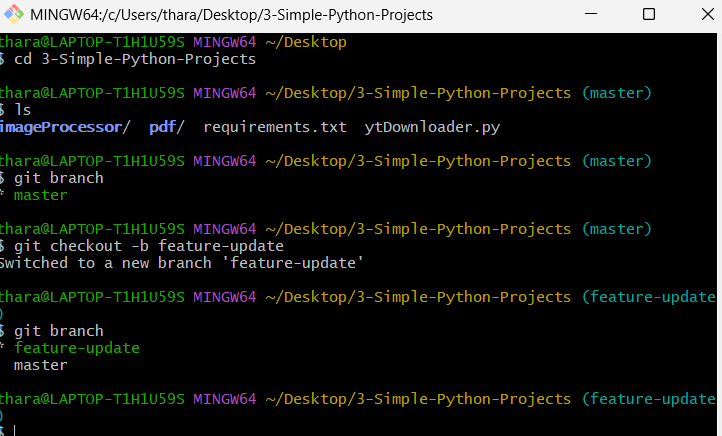 MINGW64:/c/Users/thara/Desktop/3-Simple-Python-Projects
thara@LAPTOP-T1H1U59S MINGW64 ~/Desktop
$ cd 3-Simple-Python-Projects
thara@LAPTOP-T1H1U59S MINGW64 ~/Desktop/3-Simple-Python-Projects (master)
$ ls
imageProcessor/  pdf/  requirements.txt  ytDownloader.py
thara@LAPTOP-T1H1U59S MINGW64 ~/Desktop/3-Simple-Python-Projects (master)
$ git branch
* master
thara@LAPTOP-T1H1U59S MINGW64 ~/Desktop/3-Simple-Python-Projects (master)
$ git checkout -b feature-update
Switched to a new branch 'feature-update'
thara@LAPTOP-T1H1U59S MINGW64 ~/Desktop/3-Simple-Python-Projects (feature-update
)
$ git branch
* feature-update
  master
thara@LAPTOP-T1H1U59S MINGW64 ~/Desktop/3-Simple-Python-Projects (feature-update
)
$